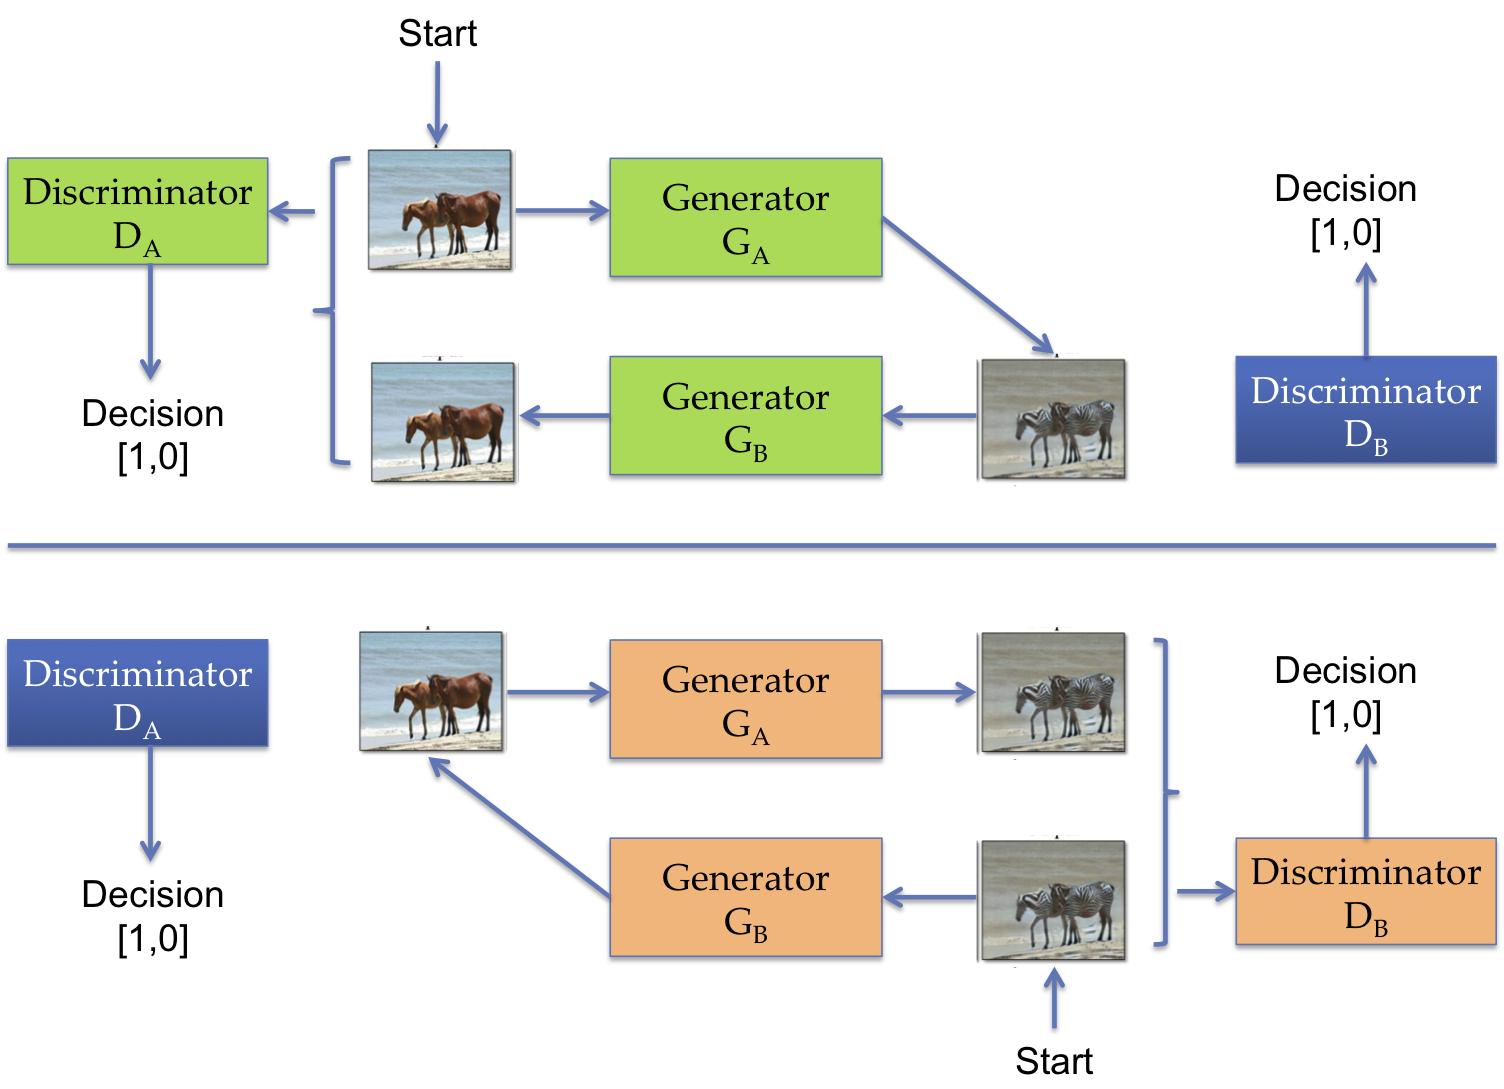 Start
Discriminator
D_A
Generator
G_A
Decision
[1,0]
Decision
[1,0]
Generator
G_B
Discriminator
D_B
Discriminator
D_A
Generator
G_A
Decision
[1,0]
Decision
[1,0]
Generator
G_B
Discriminator
D_B
Start